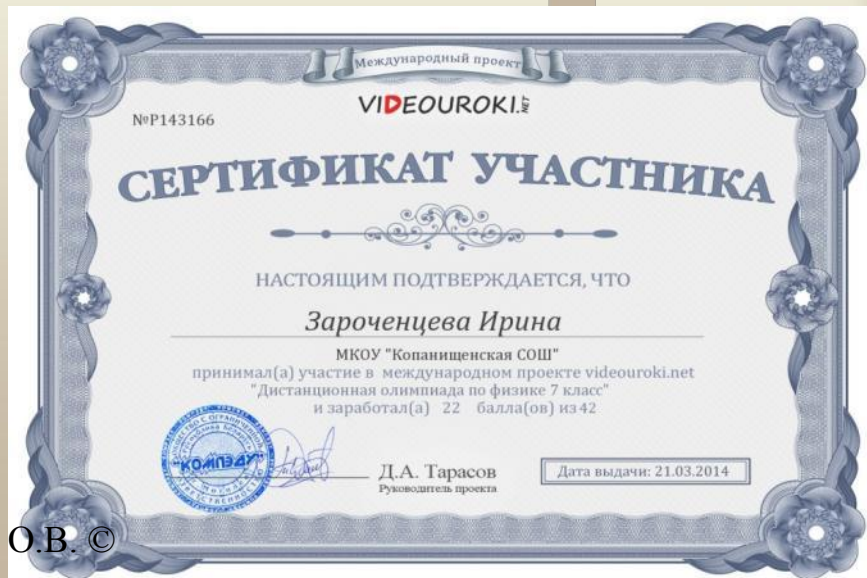 Международный проект
VIDEOUROKI.NET
№P143166
СЕРТИФИКАТ УЧАСТНИКА
НАСТОЯЩИМ ПОДТВЕРЖДАЕТСЯ, ЧТО
Зароченцева Ирина
МКОУ "Копанищенская СОШ"
принимал(а) участие в международном проекте videouroki.net
"Дистанционная олимпиада по физике 7 класс"
и заработал(а) 22 балла(ов) из 42
"КОМПЭДУ"
Д.А. Тарасов
Руководитель проекта
Дата выдачи: 21.03.2014
О.В. ©